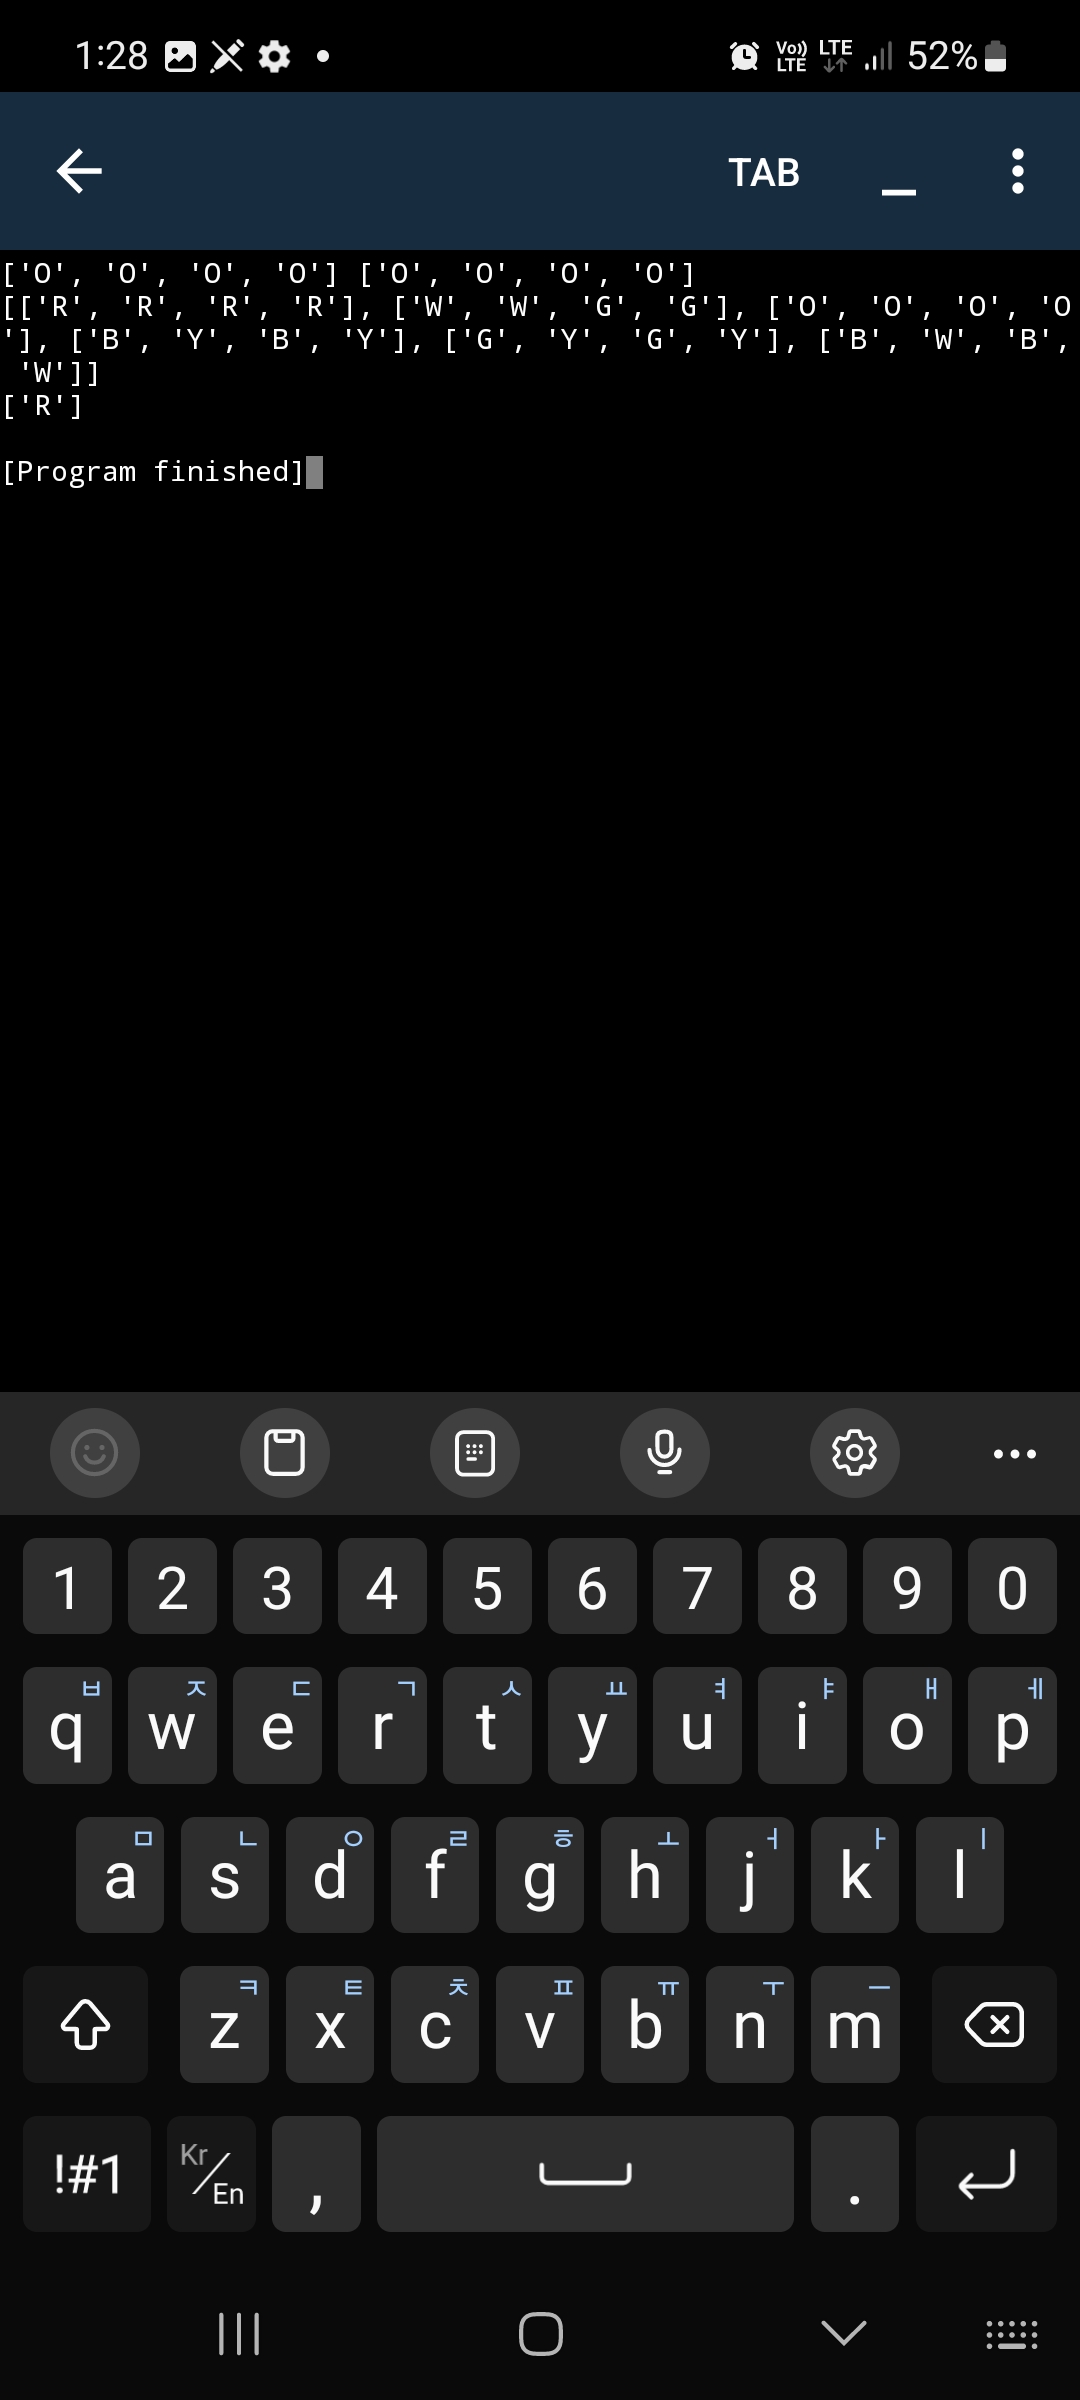 1:28 Vo)) LTE LTE 52%
TAB
['O', 'O', 'O', 'O'] ['O', 'O', 'O', 'O']
[['R', 'R', 'R', 'R'], ['W', 'W', 'G', 'G'], ['O', 'O', 'O', 'O
'], ['B', 'Y', 'B', 'Y'], ['G', 'Y', 'G', 'Y'], ['B', 'W', 'B',
 'W']]
['R']
[Program finished]
1 2 3 4 5 6 7 8 9 0
ㅂ ㅈ ㄷ ㄱ ㅅ ㅛ ㅕ ㅑ ㅐ ㅔ
q w e r t y u i o p
ㅁ ㄴ ㅇ ㄹ ㅎ ㅗ ㅓ ㅏ ㅣ
a s d f g h j k l
ㅋ ㅌ ㅊ ㅍ ㅠ ㅜ ㅡ
z x c v b n m
!#1 Kr/En , .